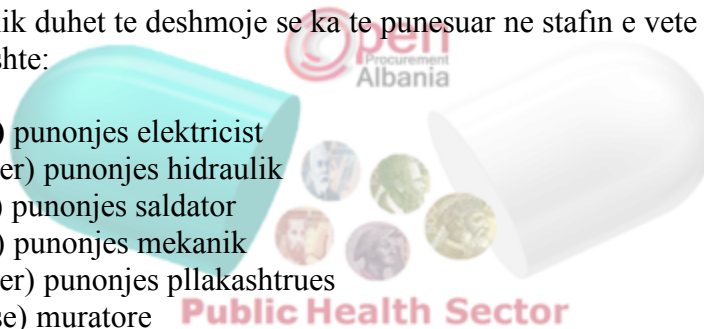 ik duhet te deshmoje se ka te punesuar ne stafin e vete
Open
Procurement
Albania
shte:
) punonjes elektricist
er) punonjes hidraulik
) punonjes saldator
) punonjes mekanik
er) punonjes pllakashtrues
se) muratore
Public Health Sector